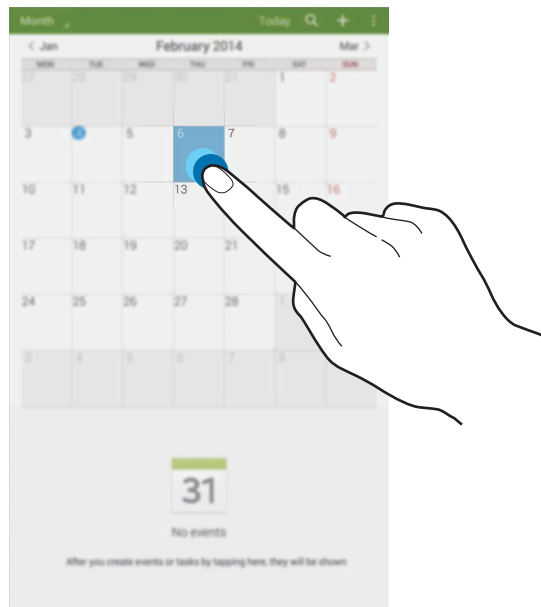 Month Today
< Jan February 2014 Mar >
MON TUE WED THU FRI SAT SUN
27 28 29 30 31 1 2
3 4 5 6 7 8 9
10 11 12 13 15 16
17 18 19 20 21
24 25 26 27 28
3 4 5 6 7 8
31
No events
After you create events or tasks by tapping here, they will be shown